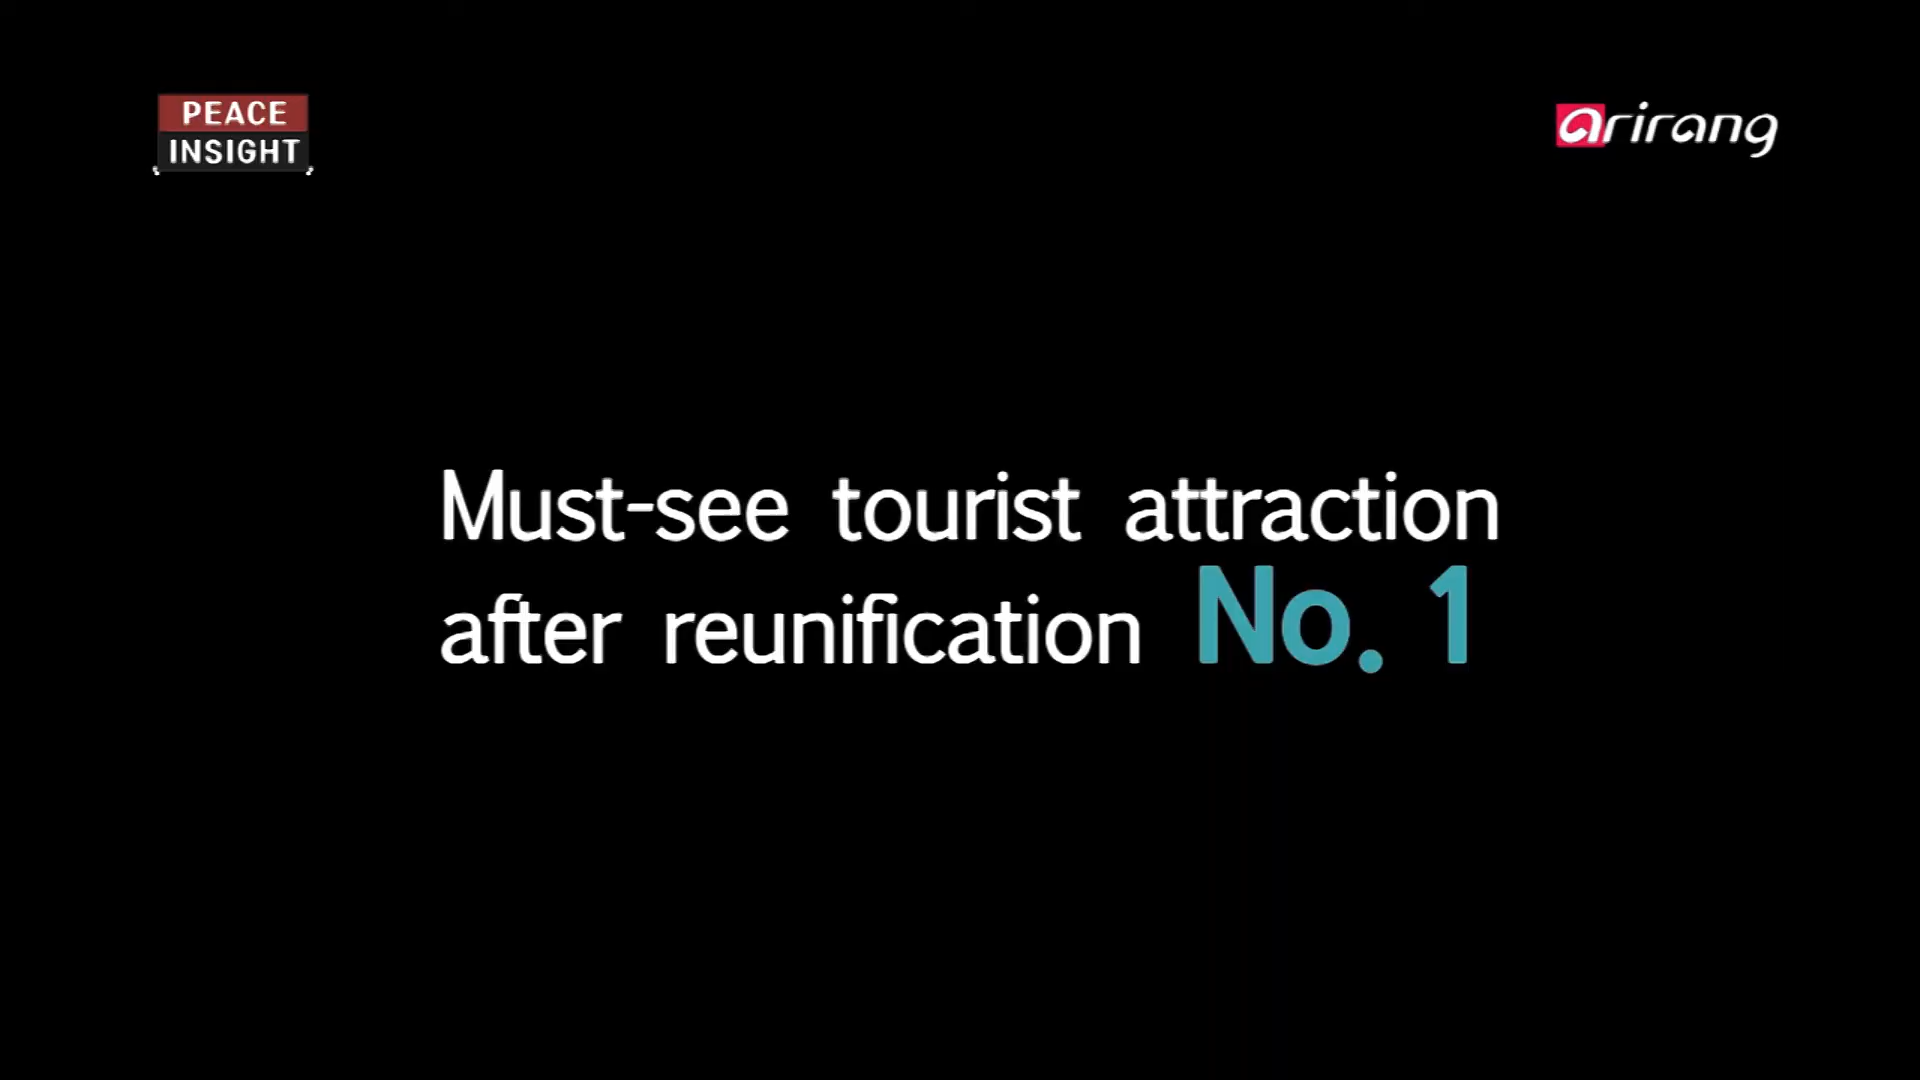 PEACE
INSIGHT
arirang
Must-see tourist attraction
after reunification No. 1